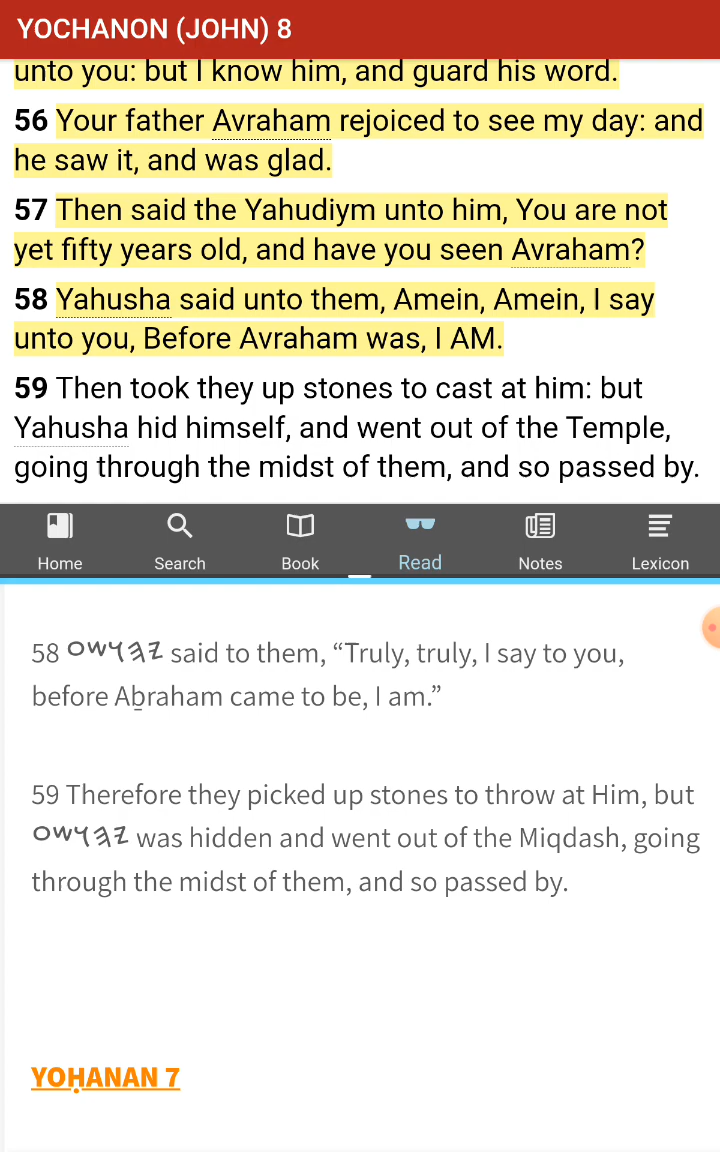 YOCHANON (JOHN) 8
unto you: but I know him, and guard his word.
56 Your father Avraham rejoiced to see my day: and
he saw it, and was glad.
57 Then said the Yahudiym unto him, You are not
yet fifty years old, and have you seen Avraham?
58 Yahusha said unto them, Amein, Amein, I say
unto you, Before Avraham was, I AM.
59 Then took they up stones to cast at him: but
Yahusha hid himself, and went out of the Temple,
going through the midst of them, and so passed by.
Home Search Book Read Notes Lexicon
58 𐤉𐤄𐤅𐤔𐤏 said to them, “Truly, truly, I say to you,
before Aḇraham came to be, I am.”
59 Therefore they picked up stones to throw at Him, but
𐤉𐤄𐤅𐤔𐤏 was hidden and went out of the Miqdash, going
through the midst of them, and so passed by.
YOḤANAN 7